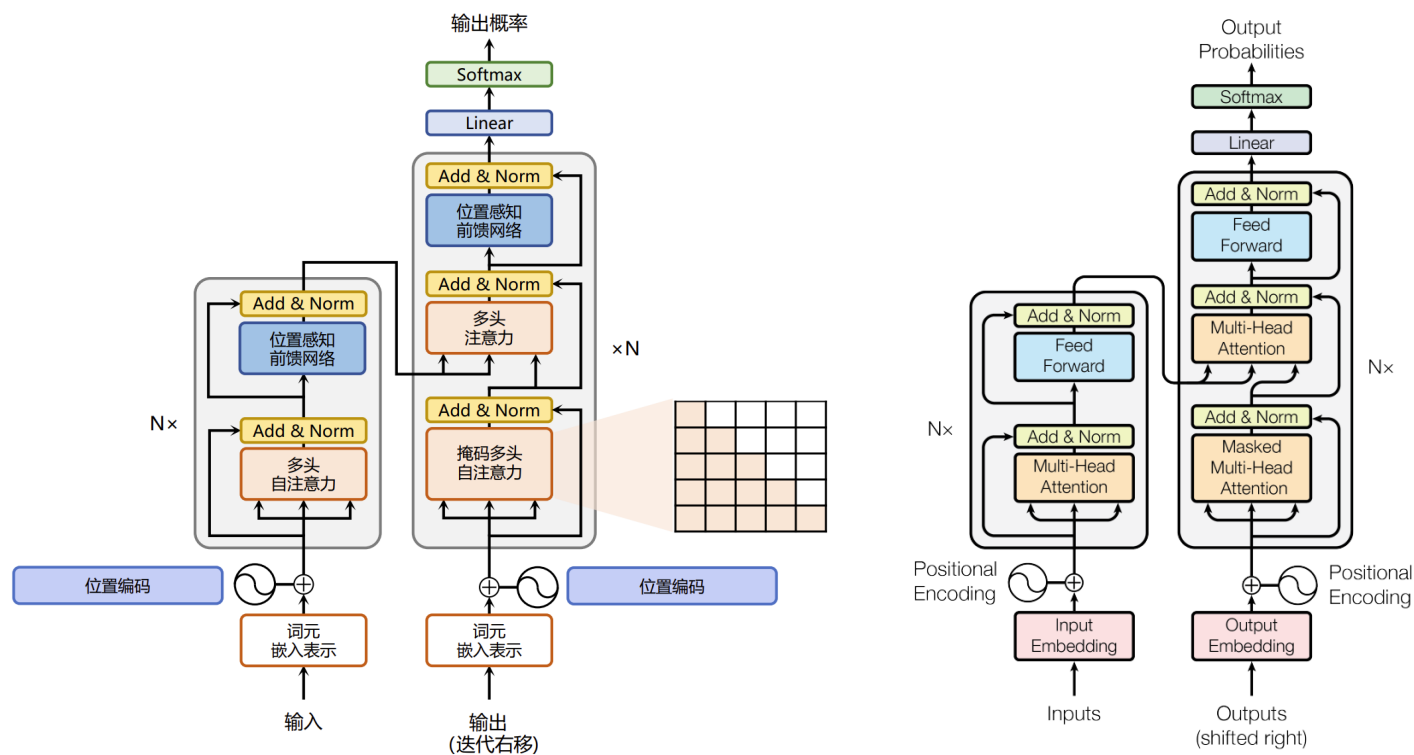 输出概率
Softmax
Linear
Add & Norm
位置感知
前馈网络
Add & Norm
多头
注意力
×N
Add & Norm
掩码多头
自注意力
Add & Norm
位置感知
前馈网络
N×
Add & Norm
多头
自注意力
位置编码
位置编码
词元
嵌入表示
词元
嵌入表示
输入
输出
(迭代右移)
Output
Probabilities
Softmax
Linear
Add & Norm
Feed
Forward
Add & Norm
Multi-Head
Attention
N×
Add & Norm
Masked
Multi-Head
Attention
Add & Norm
Feed
Forward
N×
Add & Norm
Multi-Head
Attention
Positional
Encoding
Positional
Encoding
Input
Embedding
Output
Embedding
Inputs
Outputs
(shifted right)